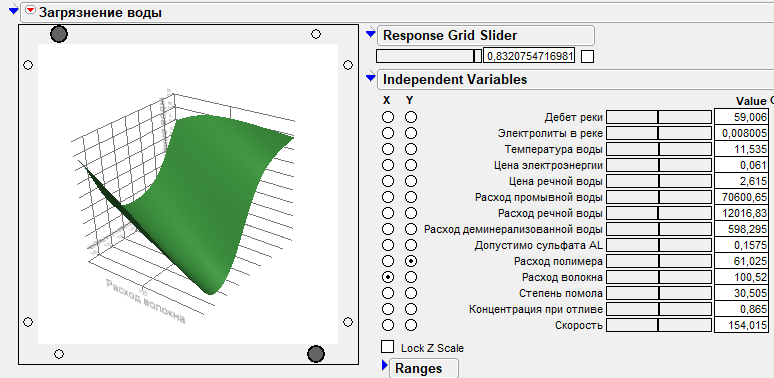 Загрязнение воды
Response Grid Slider
0,8320754716981
Independent Variables
X Y Value
Дебет реки 59,006
Электролиты в реке 0,008005
Температура воды 11,535
Цена электроэнергии 0,061
Цена речной воды 2,615
Расход промывной воды 70600,65
Расход речной воды 12016,83
Расход деминерализованной воды 598,295
Допустимо сульфата AL 0,1575
Расход полимера 61,025
Расход волокна 100,52
Степень помола 30,505
Концентрация при отливе 0,865
Скорость 154,015
Lock Z Scale
Ranges
Расход волокна